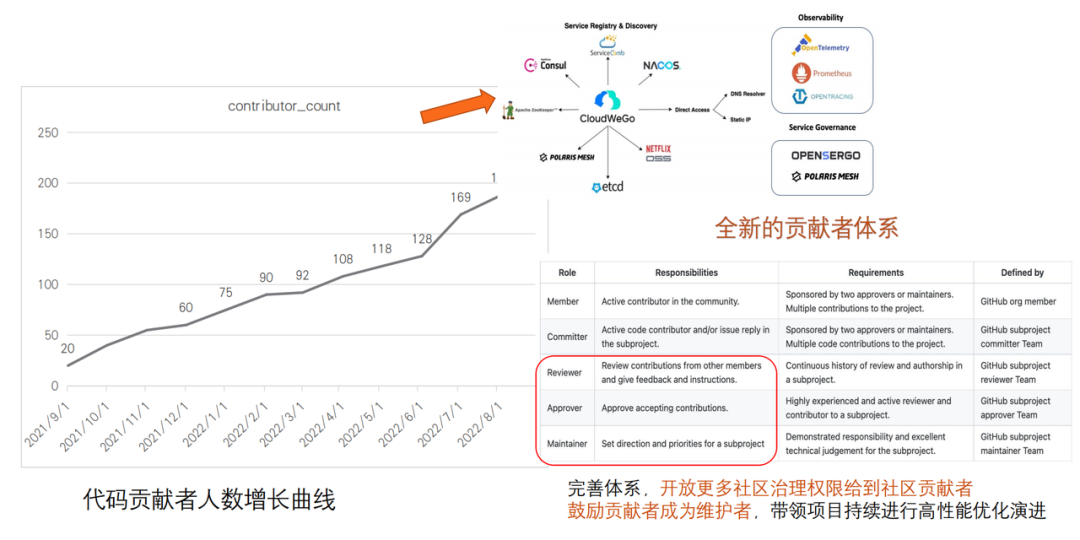 contributor_count
250
200
150
100
50
0
20
60
75
90
92
108
118
128
169
1
2021/9/1
2021/10/1
2021/11/1
2021/12/1
2022/1/1
2022/2/1
2022/3/1
2022/4/1
2022/5/1
2022/6/1
2022/7/1
2022/8/1
代码贡献者人数增长曲线
Service Registry & Discovery
ServiceComb
HashiCorp
Consul
NACOS.
Apache ZooKeeper™
CloudWeGo
Direct Access
DNS Resolver
Static IP
POLARIS MESH
NETFLIX
OSS
etcd
Observability
OpenTelemetry
Prometheus
OPENTRACING
Service Governance
OPENSERGO
POLARIS MESH
全新的贡献者体系
Role Responsibilities Requirements Defined by
Member Active contributor in the community. Sponsored by two approvers or maintainers. Multiple contributions to the project. GitHub org member
Committer Active code contributor and/or issue reply in the subproject. Sponsored by two approvers or maintainers. Multiple code contributions to the project. GitHub subproject committer Team
Reviewer Review contributions from other members and give feedback and instructions. Continuous history of review and authorship in a subproject. GitHub subproject reviewer Team
Approver Approve accepting contributions. Highly experienced and active reviewer and contributor to a subproject. GitHub subproject approver Team
Maintainer Set direction and priorities for a subproject Demonstrated responsibility and excellent technical judgement for the subproject. GitHub subproject maintainer Team
完善体系，开放更多社区治理权限给到社区贡献者
鼓励贡献者成为维护者，带领项目持续进行高性能优化演进